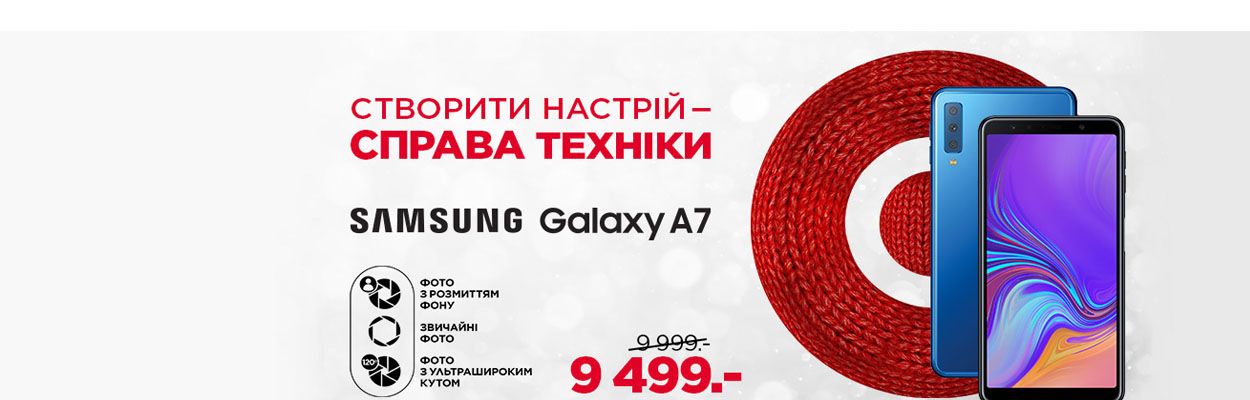 СТВОРИТИ НАСТРІЙ –
СПРАВА ТЕХНІКИ
SAMSUNG Galaxy A7
ФОТО
З РОЗМИТТЯМ
ФОНУ
ЗВИЧАЙНІ
ФОТО
120°
ФОТО
З УЛЬТРАШИРОКИМ
КУТОМ
9 999.-
9 499.-